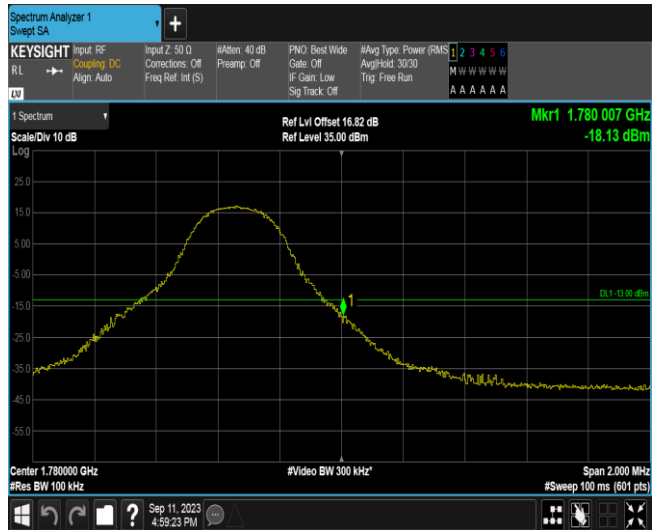 Spectrum Analyzer 1
Swept SA
+
KEYSIGHT Input: RF Input Z: 50 Ω #Atten: 40 dB PNO: Best Wide #Avg Type: Power (RMS 1 2 3 4 5 6
RL Coupling: DC Corrections: Off Preamp: Off Gate: Off Avg|Hold: 30/30 M W W W W W
Align: Auto Freq Ref: Int (S) IF Gain: Low Trig: Free Run
LXI Sig Track: Off A A A A A A
1 Spectrum Ref Lvl Offset 16.82 dB Mkr1 1.780 007 GHz
Scale/Div 10 dB Ref Level 35.00 dBm -18.13 dBm
Log
25.0
15.0
5.00
-5.00
DL1 -13.00 dBm
1
-15.0
-25.0
-35.0
-45.0
-55.0
Center 1.780000 GHz #Video BW 300 kHz* Span 2.000 MHz
#Res BW 100 kHz #Sweep 100 ms (601 pts)
? Sep 11, 2023
4:59:23 PM